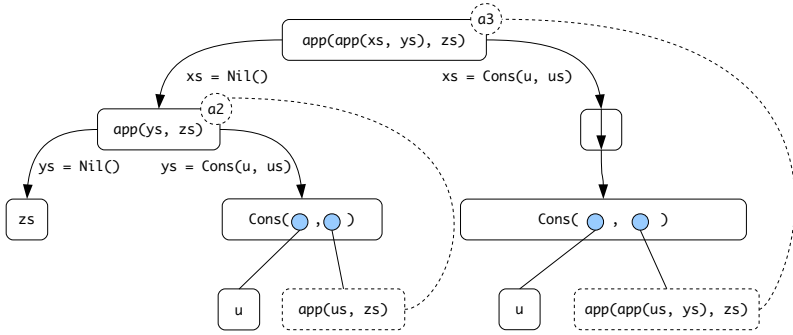 a3
app(app(xs, ys), zs)
xs = Nil()
xs = Cons(u, us)
a2
app(ys, zs)
ys = Nil()
ys = Cons(u, us)
zs
Cons( , )
Cons( , )
u
app(us, zs)
u
app(app(us, ys), zs)